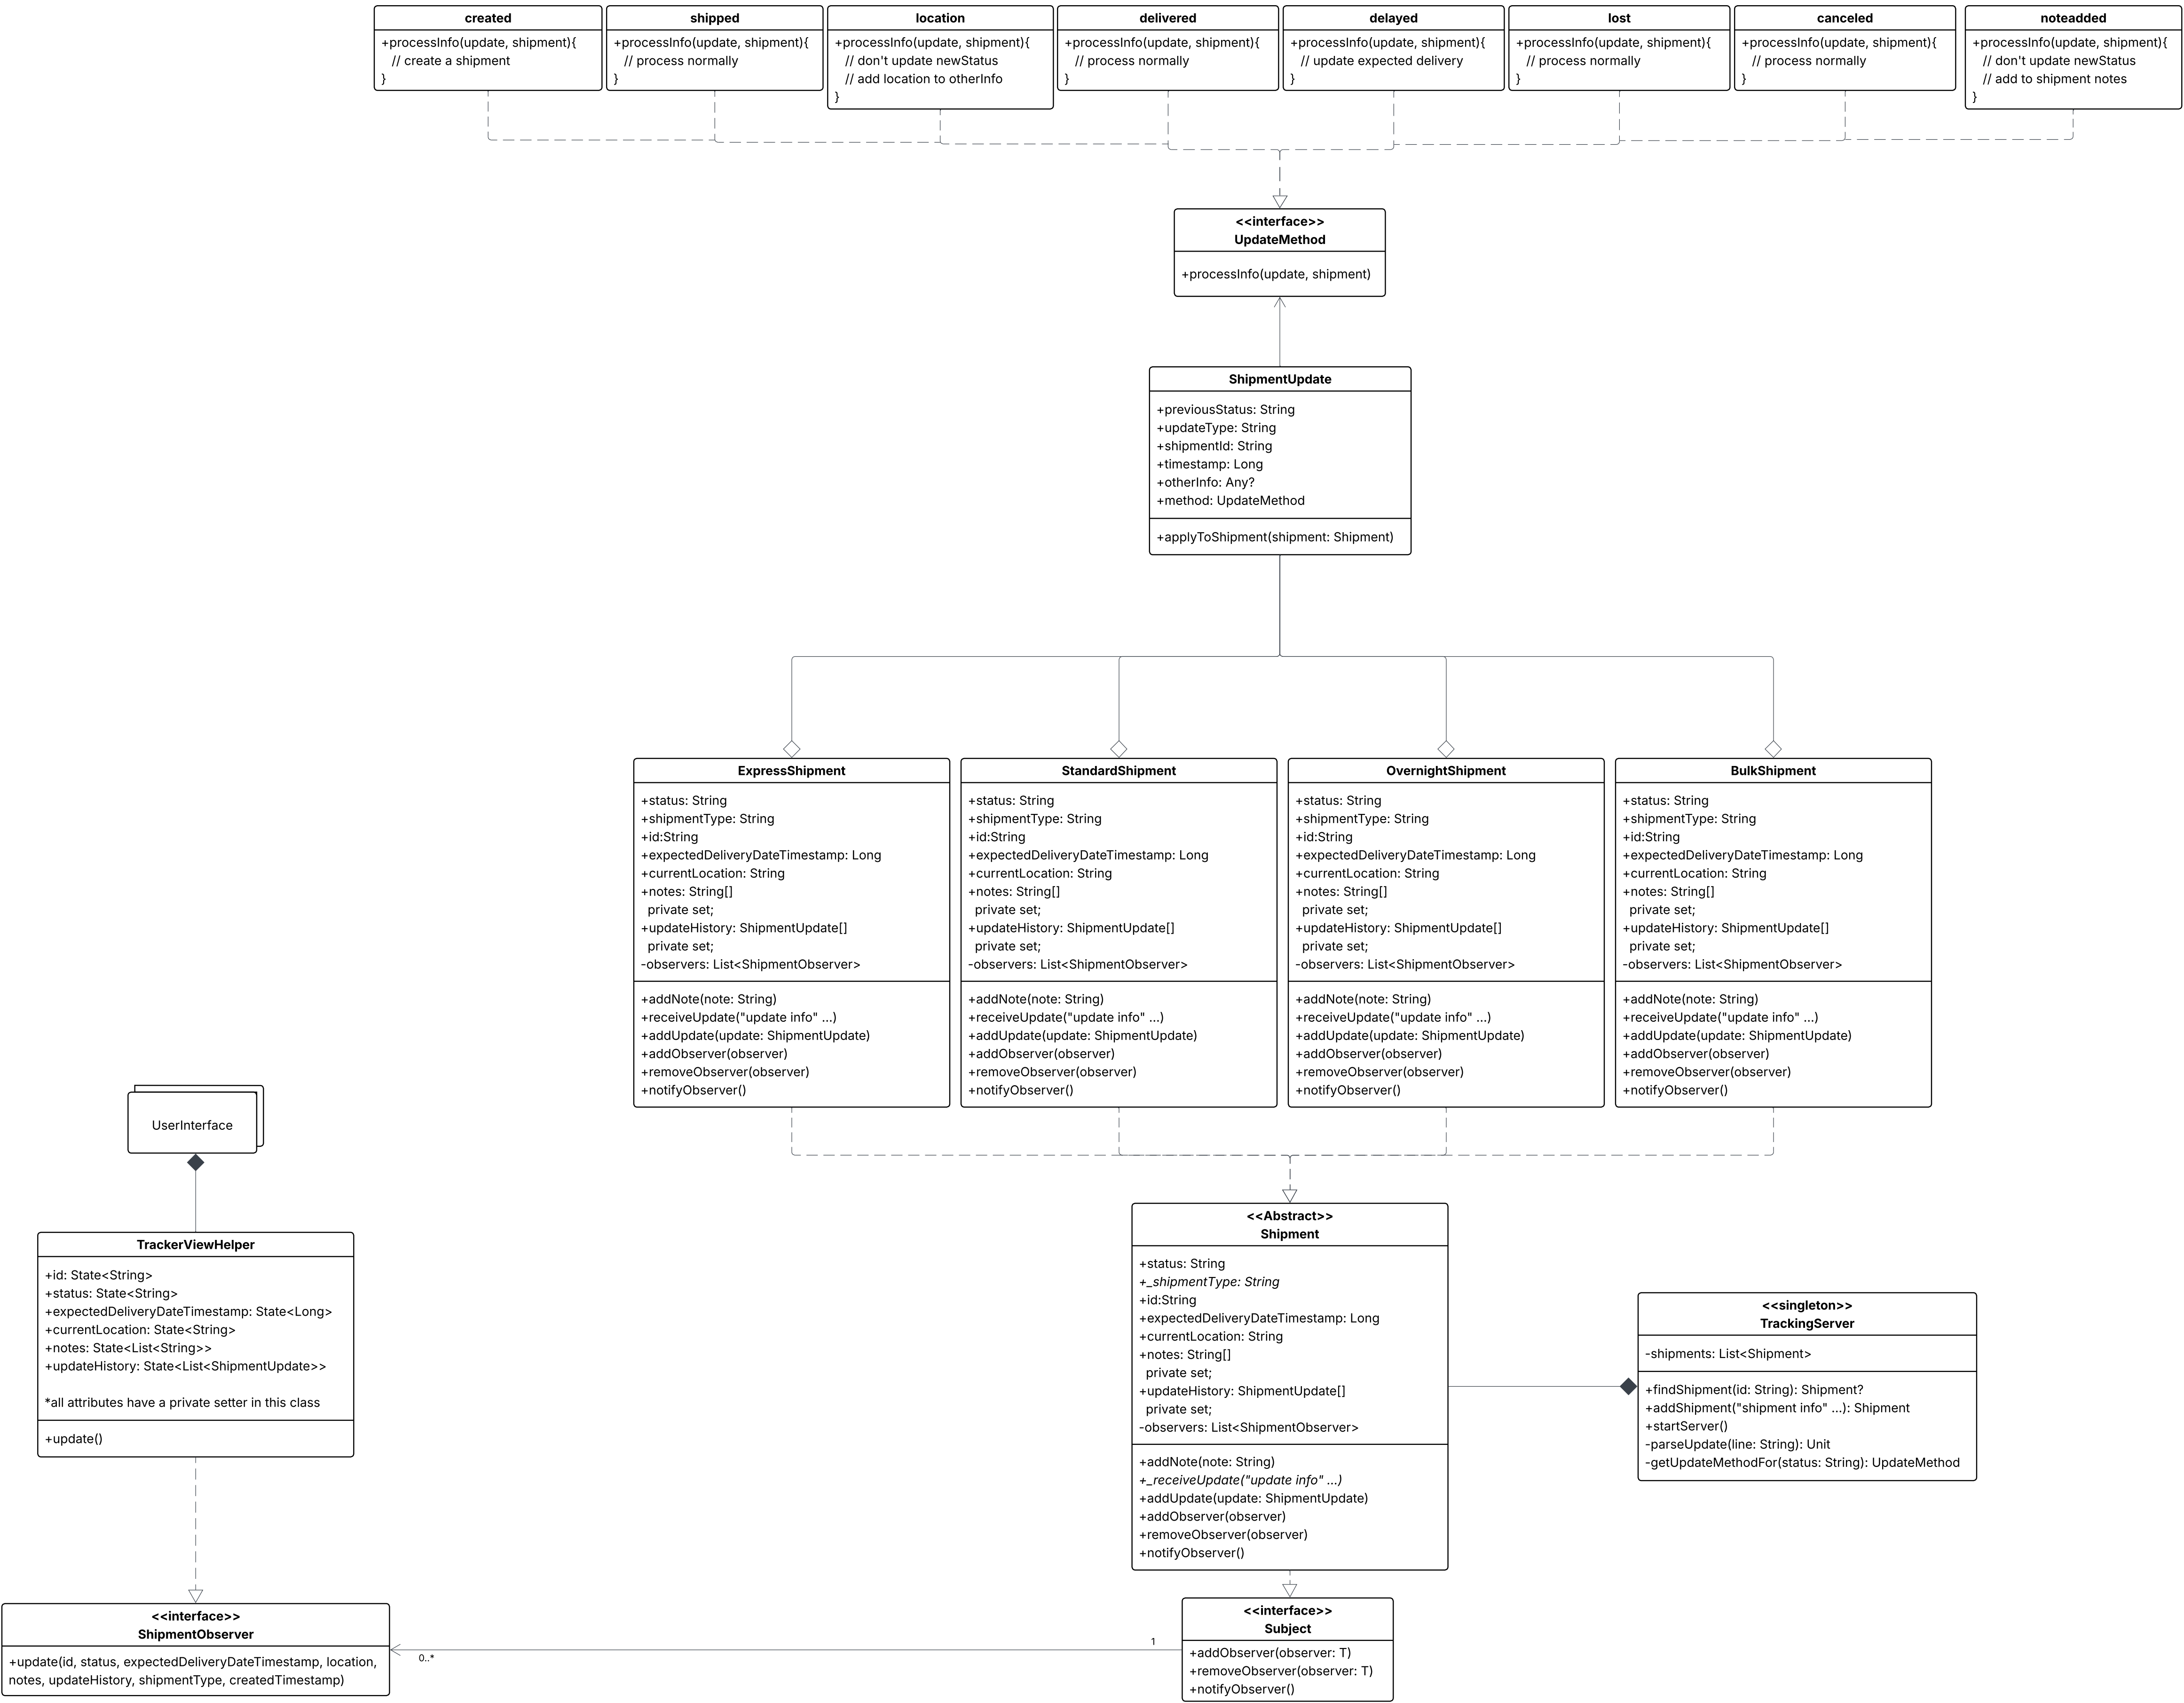 created
+processInfo(update, shipment){
// create a shipment
}
shipped
+processInfo(update, shipment){
// process normally
}
location
+processInfo(update, shipment){
// don't update newStatus
// add location to otherInfo
}
delivered
+processInfo(update, shipment){
// process normally
}
delayed
+processInfo(update, shipment){
// update expected delivery
}
lost
+processInfo(update, shipment){
// process normally
}
canceled
+processInfo(update, shipment){
// process normally
}
noteadded
+processInfo(update, shipment){
// don't update newStatus
// add to shipment notes
}
<<interface>>
UpdateMethod
+processInfo(update, shipment)
ShipmentUpdate
+previousStatus: String
+updateType: String
+shipmentId: String
+timestamp: Long
+otherInfo: Any?
+method: UpdateMethod
+applyToShipment(shipment: Shipment)
ExpressShipment
+status: String
+shipmentType: String
+id:String
+expectedDeliveryDateTimestamp: Long
+currentLocation: String
+notes: String[]
private set;
+updateHistory: ShipmentUpdate[]
private set;
-observers: List<ShipmentObserver>
+addNote(note: String)
+receiveUpdate("update info" ...)
+addUpdate(update: ShipmentUpdate)
+addObserver(observer)
+removeObserver(observer)
+notifyObserver()
StandardShipment
+status: String
+shipmentType: String
+id:String
+expectedDeliveryDateTimestamp: Long
+currentLocation: String
+notes: String[]
private set;
+updateHistory: ShipmentUpdate[]
private set;
-observers: List<ShipmentObserver>
+addNote(note: String)
+receiveUpdate("update info" ...)
+addUpdate(update: ShipmentUpdate)
+addObserver(observer)
+removeObserver(observer)
+notifyObserver()
OvernightShipment
+status: String
+shipmentType: String
+id:String
+expectedDeliveryDateTimestamp: Long
+currentLocation: String
+notes: String[]
private set;
+updateHistory: ShipmentUpdate[]
private set;
-observers: List<ShipmentObserver>
+addNote(note: String)
+receiveUpdate("update info" ...)
+addUpdate(update: ShipmentUpdate)
+addObserver(observer)
+removeObserver(observer)
+notifyObserver()
BulkShipment
+status: String
+shipmentType: String
+id:String
+expectedDeliveryDateTimestamp: Long
+currentLocation: String
+notes: String[]
private set;
+updateHistory: ShipmentUpdate[]
private set;
-observers: List<ShipmentObserver>
+addNote(note: String)
+receiveUpdate("update info" ...)
+addUpdate(update: ShipmentUpdate)
+addObserver(observer)
+removeObserver(observer)
+notifyObserver()
UserInterface
TrackerViewHelper
+id: State<String>
+status: State<String>
+expectedDeliveryDateTimestamp: State<Long>
+currentLocation: State<String>
+notes: State<List<String>>
+updateHistory: State<List<ShipmentUpdate>>
*all attributes have a private setter in this class
+update()
<<Abstract>>
Shipment
+status: String
+_shipmentType: String
+id:String
+expectedDeliveryDateTimestamp: Long
+currentLocation: String
+notes: String[]
private set;
+updateHistory: ShipmentUpdate[]
private set;
-observers: List<ShipmentObserver>
+addNote(note: String)
+_receiveUpdate("update info" ...)
+addUpdate(update: ShipmentUpdate)
+addObserver(observer)
+removeObserver(observer)
+notifyObserver()
<<singleton>>
TrackingServer
-shipments: List<Shipment>
+findShipment(id: String): Shipment?
+addShipment("shipment info" ...): Shipment
+startServer()
-parseUpdate(line: String): Unit
-getUpdateMethodFor(status: String): UpdateMethod
<<interface>>
ShipmentObserver
+update(id, status, expectedDeliveryDateTimestamp, location,
notes, updateHistory, shipmentType, createdTimestamp)
0..*
1
<<interface>>
Subject
+addObserver(observer: T)
+removeObserver(observer: T)
+notifyObserver()